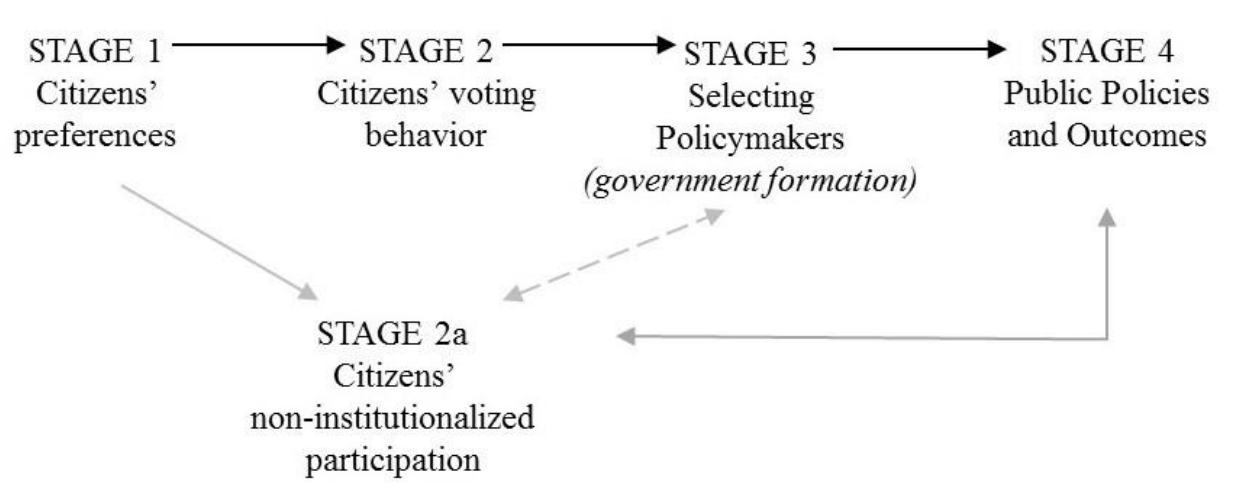 STAGE 1
Citizens’
preferences
STAGE 2
Citizens’ voting
behavior
STAGE 3
Selecting
Policymakers
(government formation)
STAGE 4
Public Policies
and Outcomes
STAGE 2a
Citizens’
non-institutionalized
participation